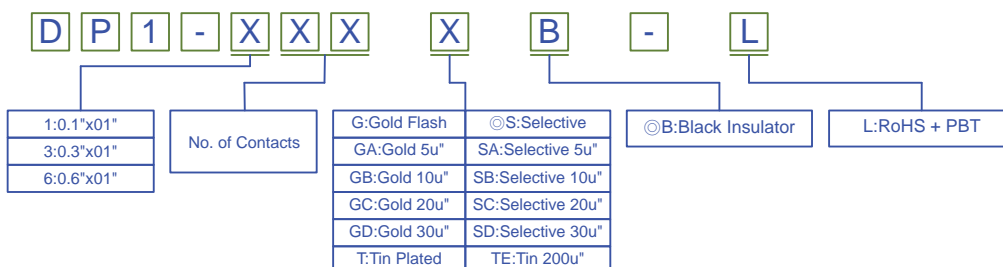 D P 1 - X X X X B - L
1:0.1"x01"
3:0.3"x01"
6:0.6"x01"
No. of Contacts
G:Gold Flash ◎S:Selective
GA:Gold 5u" SA:Selective 5u"
GB:Gold 10u" SB:Selective 10u"
GC:Gold 20u" SC:Selective 20u"
GD:Gold 30u" SD:Selective 30u"
T:Tin Plated TE:Tin 200u"
◎B:Black Insulator
L:RoHS + PBT